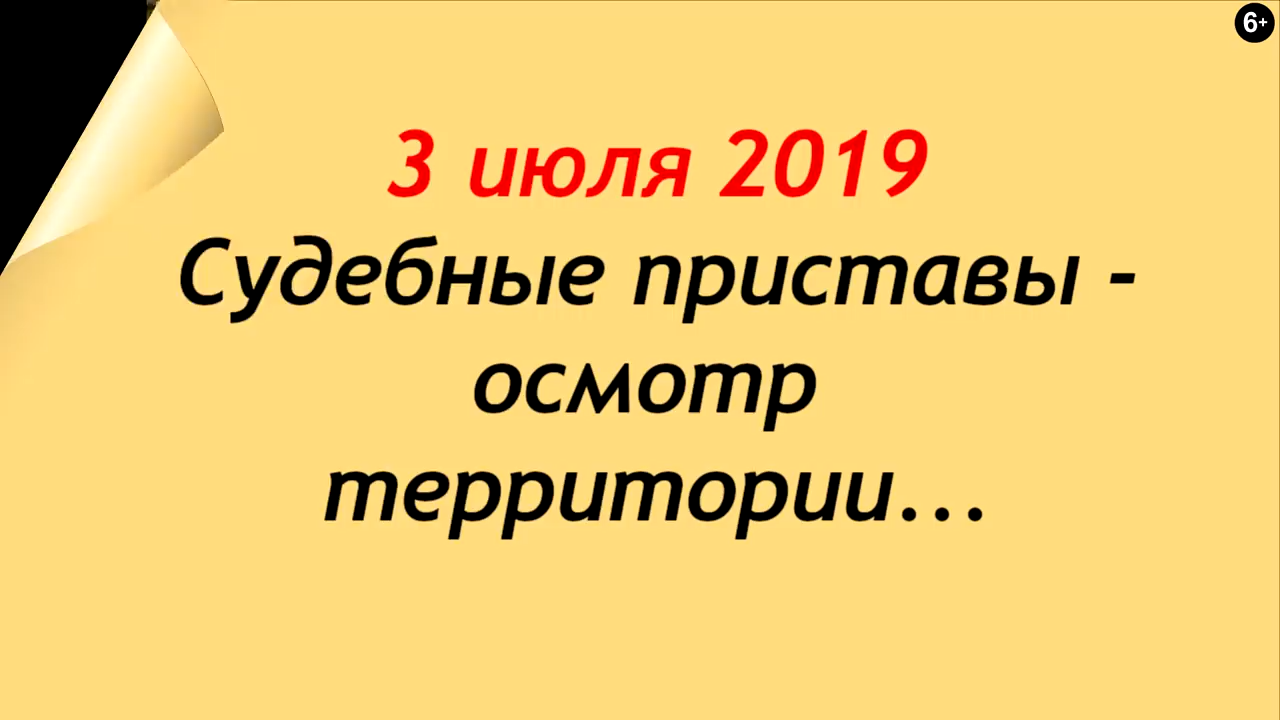 6+
3 июля 2019
Судебные приставы -
осмотр
территории...